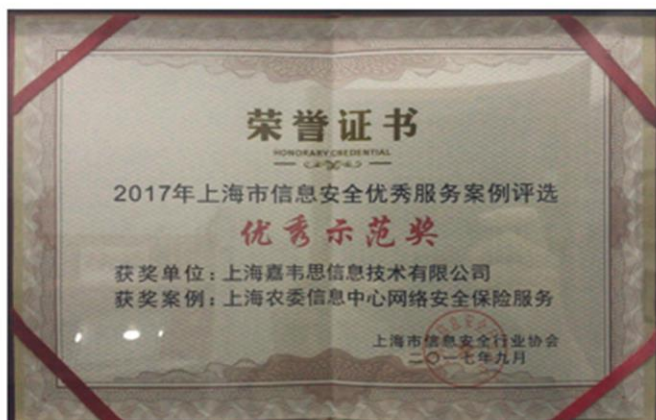 荣誉证书
HONORARY CREDENTIAL
2017年上海市信息安全优秀服务案例评选
优秀示范奖
获奖单位:上海嘉韦思信息技术有限公司
获奖案例:上海农委信息中心网络安全保险服务
上海市信息安全行业协会
二〇一七年九月